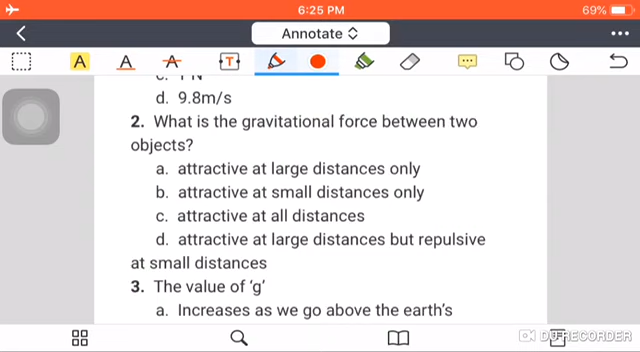 6:25 PM
69%
Annotate
A A A T
d. 9.8m/s
2. What is the gravitational force between two
objects?
a. attractive at large distances only
b. attractive at small distances only
c. attractive at all distances
d. attractive at large distances but repulsive
at small distances
3. The value of ‘g’
a. Increases as we go above the earth’s
DU RECORDER